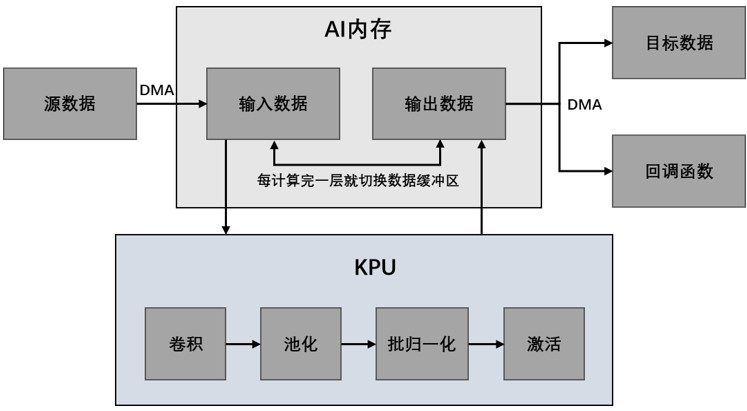 AI内存
源数据
DMA
输入数据
输出数据
DMA
目标数据
回调函数
每计算完一层就切换数据缓冲区
KPU
卷积
池化
批归一化
激活